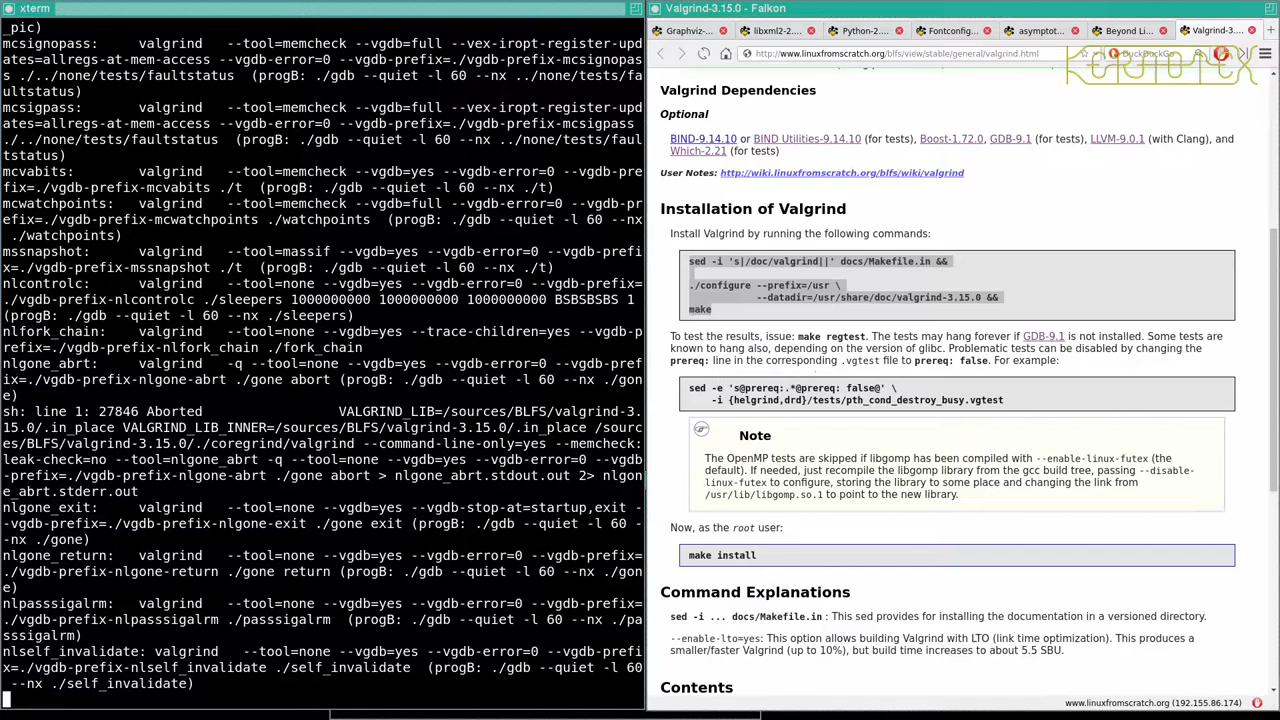 xterm
_pic)
mcsignopass:     valgrind   --tool=memcheck --vgdb=full --vex-iropt-register-upd
ates=allregs-at-mem-access --vgdb-error=0 --vgdb-prefix=./vgdb-prefix-mcsignopas
s ./../none/tests/faultstatus  (progB: ./gdb --quiet -l 60 --nx ../none/tests/fa
ultstatus)
mcsigpass:       valgrind   --tool=memcheck --vgdb=full --vex-iropt-register-upd
ates=allregs-at-mem-access --vgdb-error=0 --vgdb-prefix=./vgdb-prefix-mcsigpass
./../none/tests/faultstatus  (progB: ./gdb --quiet -l 60 --nx ../none/tests/faul
tstatus)
mcvabits:        valgrind   --tool=memcheck --vgdb=yes --vgdb-error=0 --vgdb-pre
fix=./vgdb-prefix-mcvabits ./t  (progB: ./gdb --quiet -l 60 --nx ./t)
mcwatchpoints:   valgrind   --tool=memcheck --vgdb=full --vgdb-error=0 --vgdb-pr
efix=./vgdb-prefix-mcwatchpoints ./watchpoints  (progB: ./gdb --quiet -l 60 --nx
 ./watchpoints)
mssnapshot:      valgrind   --tool=massif --vgdb=yes --vgdb-error=0 --vgdb-prefi
x=./vgdb-prefix-mssnapshot ./t  (progB: ./gdb --quiet -l 60 --nx ./t)
nlcontrolc:      valgrind   --tool=none --vgdb=yes --vgdb-error=0 --vgdb-prefix=
./vgdb-prefix-nlcontrolc ./sleepers 1000000000 1000000000 1000000000 BSBSBSBS 1
(progB: ./gdb --quiet -l 60 --nx ./sleepers)
nlfork_chain:    valgrind   --tool=none --vgdb=yes --trace-children=yes --vgdb-p
refix=./vgdb-prefix-nlfork_chain ./fork_chain
nlgone_abrt:     valgrind   -q --tool=none --vgdb=yes --vgdb-error=0 --vgdb-pref
ix=./vgdb-prefix-nlgone-abrt ./gone abort (progB: ./gdb --quiet -l 60 --nx ./gon
e)
sh: line 1: 27846 Aborted                 VALGRIND_LIB=/sources/BLFS/valgrind-3.
15.0/.in_place VALGRIND_LIB_INNER=/sources/BLFS/valgrind-3.15.0/.in_place /sourc
es/BLFS/valgrind-3.15.0/./coregrind/valgrind --command-line-only=yes --memcheck:
leak-check=no --tool=none -q --tool=none --vgdb=yes --vgdb-error=0 --vgdb-prefix
=./vgdb-prefix-nlgone-abrt ./gone abort > nlgone_abrt.stdout.out 2> nlgon
e_abrt.stderr.out
nlgone_exit:     valgrind   --tool=none --vgdb=yes --vgdb-stop-at=startup,exit -
-vgdb-prefix=./vgdb-prefix-nlgone-exit ./gone exit (progB: ./gdb --quiet -l 60 -
-nx ./gone)
nlgone_return:   valgrind   --tool=none --vgdb=yes --vgdb-error=0 --vgdb-prefix=
./vgdb-prefix-nlgone-return ./gone return (progB: ./gdb --quiet -l 60 --nx ./gon
e)
nlpasssigalrm:   valgrind   --tool=none --vgdb=yes --vgdb-error=0 --vgdb-prefix=
./vgdb-prefix-nlpasssigalrm ./passsigalrm  (progB: ./gdb --quiet -l 60 --nx ./pa
sssigalrm)
nlself_invalidate: valgrind   --tool=none --vgdb=yes --vgdb-error=0 --vgdb-prefi
x=./vgdb-prefix-nlself_invalidate ./self_invalidate  (progB: ./gdb --quiet -l 60
 --nx ./self_invalidate)
Valgrind-3.15.0 - Falkon
Graphviz-...
libxml2-2....
Python-2....
Fontconfig...
asymptot...
Beyond Li...
Valgrind-3...
http://www.linuxfromscratch.org/blfs/view/stable/general/valgrind.html
DuckDuckGo
Valgrind Dependencies
Optional
BIND-9.14.10 or BIND Utilities-9.14.10 (for tests), Boost-1.72.0, GDB-9.1 (for tests), LLVM-9.0.1 (with Clang), and
Which-2.21 (for tests)
User Notes: http://wiki.linuxfromscratch.org/blfs/wiki/valgrind
Installation of Valgrind
Install Valgrind by running the following commands:
sed -i 's|/doc/valgrind||' docs/Makefile.in &&
./configure --prefix=/usr \
--datadir=/usr/share/doc/valgrind-3.15.0 &&
make
To test the results, issue: make regtest. The tests may hang forever if GDB-9.1 is not installed. Some tests are
known to hang also, depending on the version of glibc. Problematic tests can be disabled by changing the
prereq: line in the corresponding .vgtest file to prereq: false. For example:
sed -e 's@prereq:.*@prereq: false@' \
-i {helgrind,drd}/tests/pth_cond_destroy_busy.vgtest
Note
The OpenMP tests are skipped if libgomp has been compiled with --enable-linux-futex (the
default). If needed, just recompile the libgomp library from the gcc build tree, passing --disable-
linux-futex to configure, storing the library to some place and changing the link from
/usr/lib/libgomp.so.1 to point to the new library.
Now, as the root user:
make install
Command Explanations
sed -i ... docs/Makefile.in : This sed provides for installing the documentation in a versioned directory.
--enable-lto=yes: This option allows building Valgrind with LTO (link time optimization). This produces a
smaller/faster Valgrind (up to 10%), but build time increases to about 5.5 SBU.
Contents
www.linuxfromscratch.org (192.155.86.174)